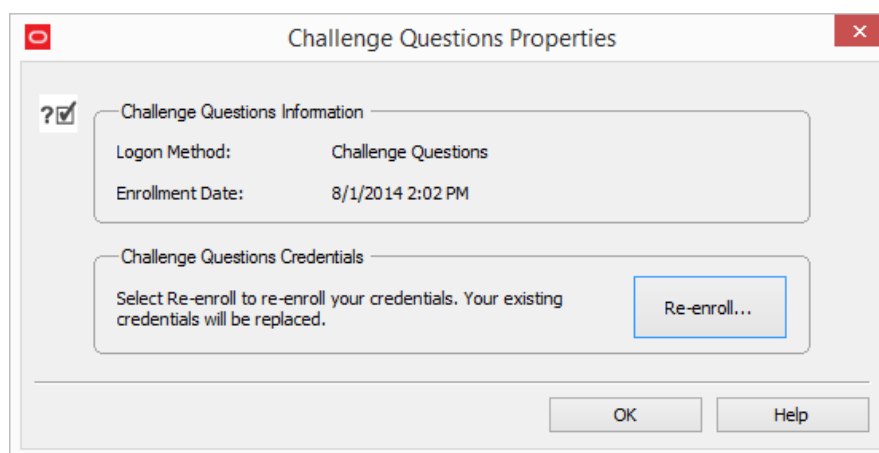 Challenge Questions Properties
Challenge Questions Information
Logon Method: Challenge Questions
Enrollment Date: 8/1/2014 2:02 PM
Challenge Questions Credentials
Select Re-enroll to re-enroll your credentials. Your existing
credentials will be replaced.
Re-enroll...
OK Help